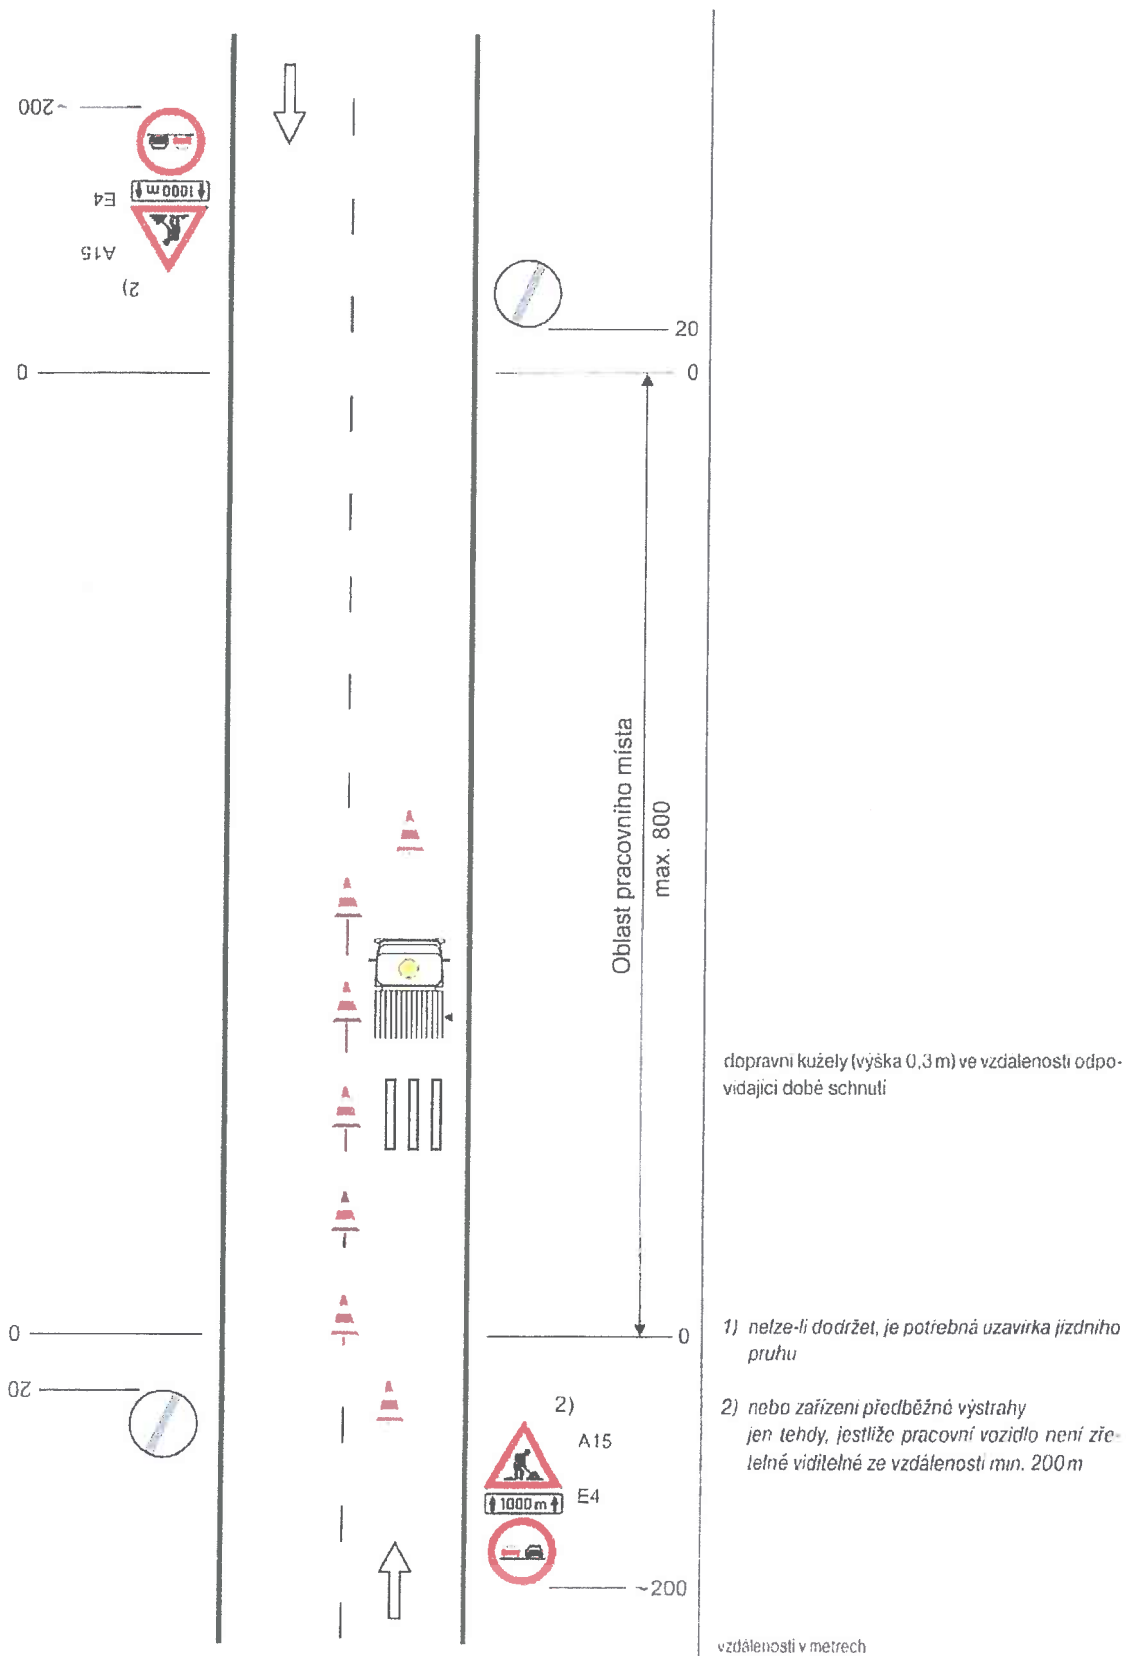 ~200
1000 m
E4
A15
2)
20
0
0
Oblast pracovního místa
max. 800
dopravní kužely (výška 0,3 m) ve vzdálenosti odpo-
vídající době schnutí
0
0
20
1) nelze-li dodržet, je potřebná uzavírka jízdního
pruhu
2) nebo zařízení předběžné výstrahy
jen tehdy, jestliže pracovní vozidlo není zře-
telně viditelné ze vzdálenosti min. 200 m
2)
A15
1000 m
E4
~200
vzdálenosti v metrech